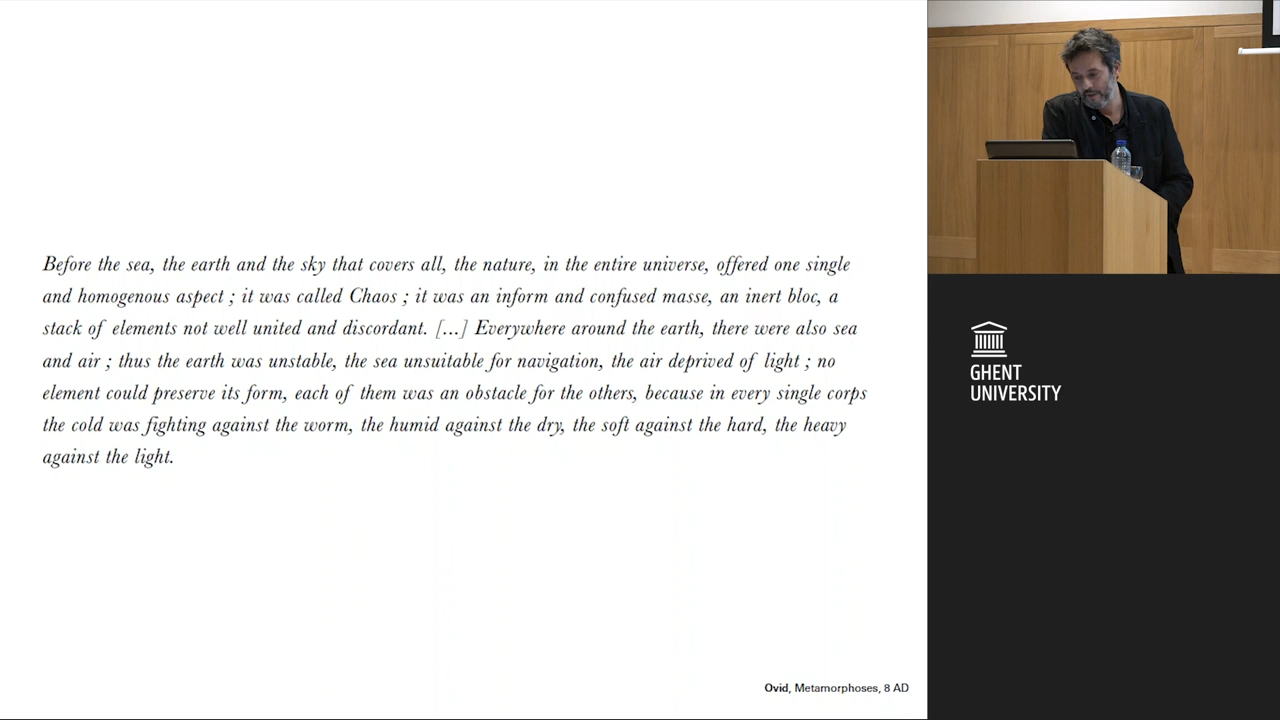 Before the sea, the earth and the sky that covers all, the nature, in the entire universe, offered one single
and homogenous aspect ; it was called Chaos ; it was an inform and confused masse, an inert bloc, a
stack of elements not well united and discordant. [...] Everywhere around the earth, there were also sea
and air ; thus the earth was unstable, the sea unsuitable for navigation, the air deprived of light ; no
element could preserve its form, each of them was an obstacle for the others, because in every single corps
the cold was fighting against the worm, the humid against the dry, the soft against the hard, the heavy
against the light.
Ovid, Metamorphoses, 8 AD
GHENT
UNIVERSITY